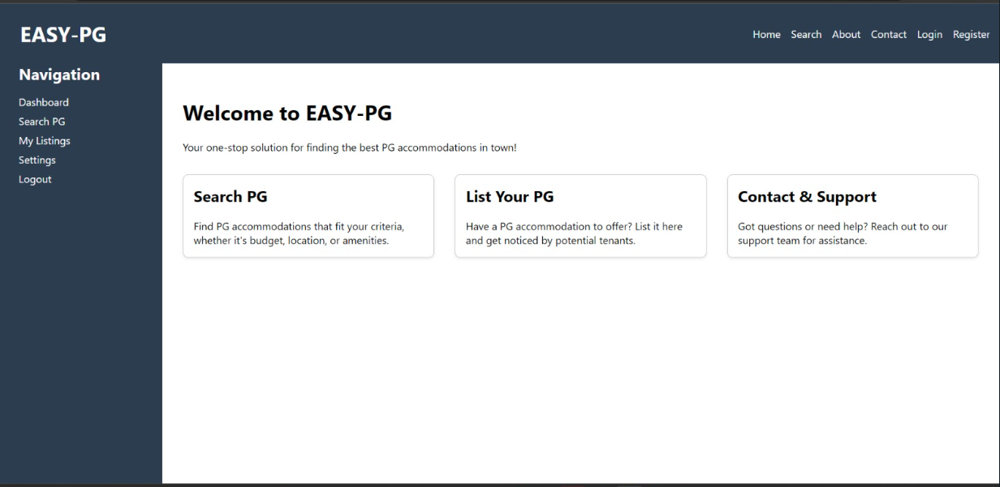 EASY-PG
Home Search About Contact Login Register
Navigation
Dashboard
Search PG
My Listings
Settings
Logout
Welcome to EASY-PG
Your one-stop solution for finding the best PG accommodations in town!
Search PG
Find PG accommodations that fit your criteria,
whether it's budget, location, or amenities.
List Your PG
Have a PG accommodation to offer? List it here
and get noticed by potential tenants.
Contact & Support
Got questions or need help? Reach out to our
support team for assistance.